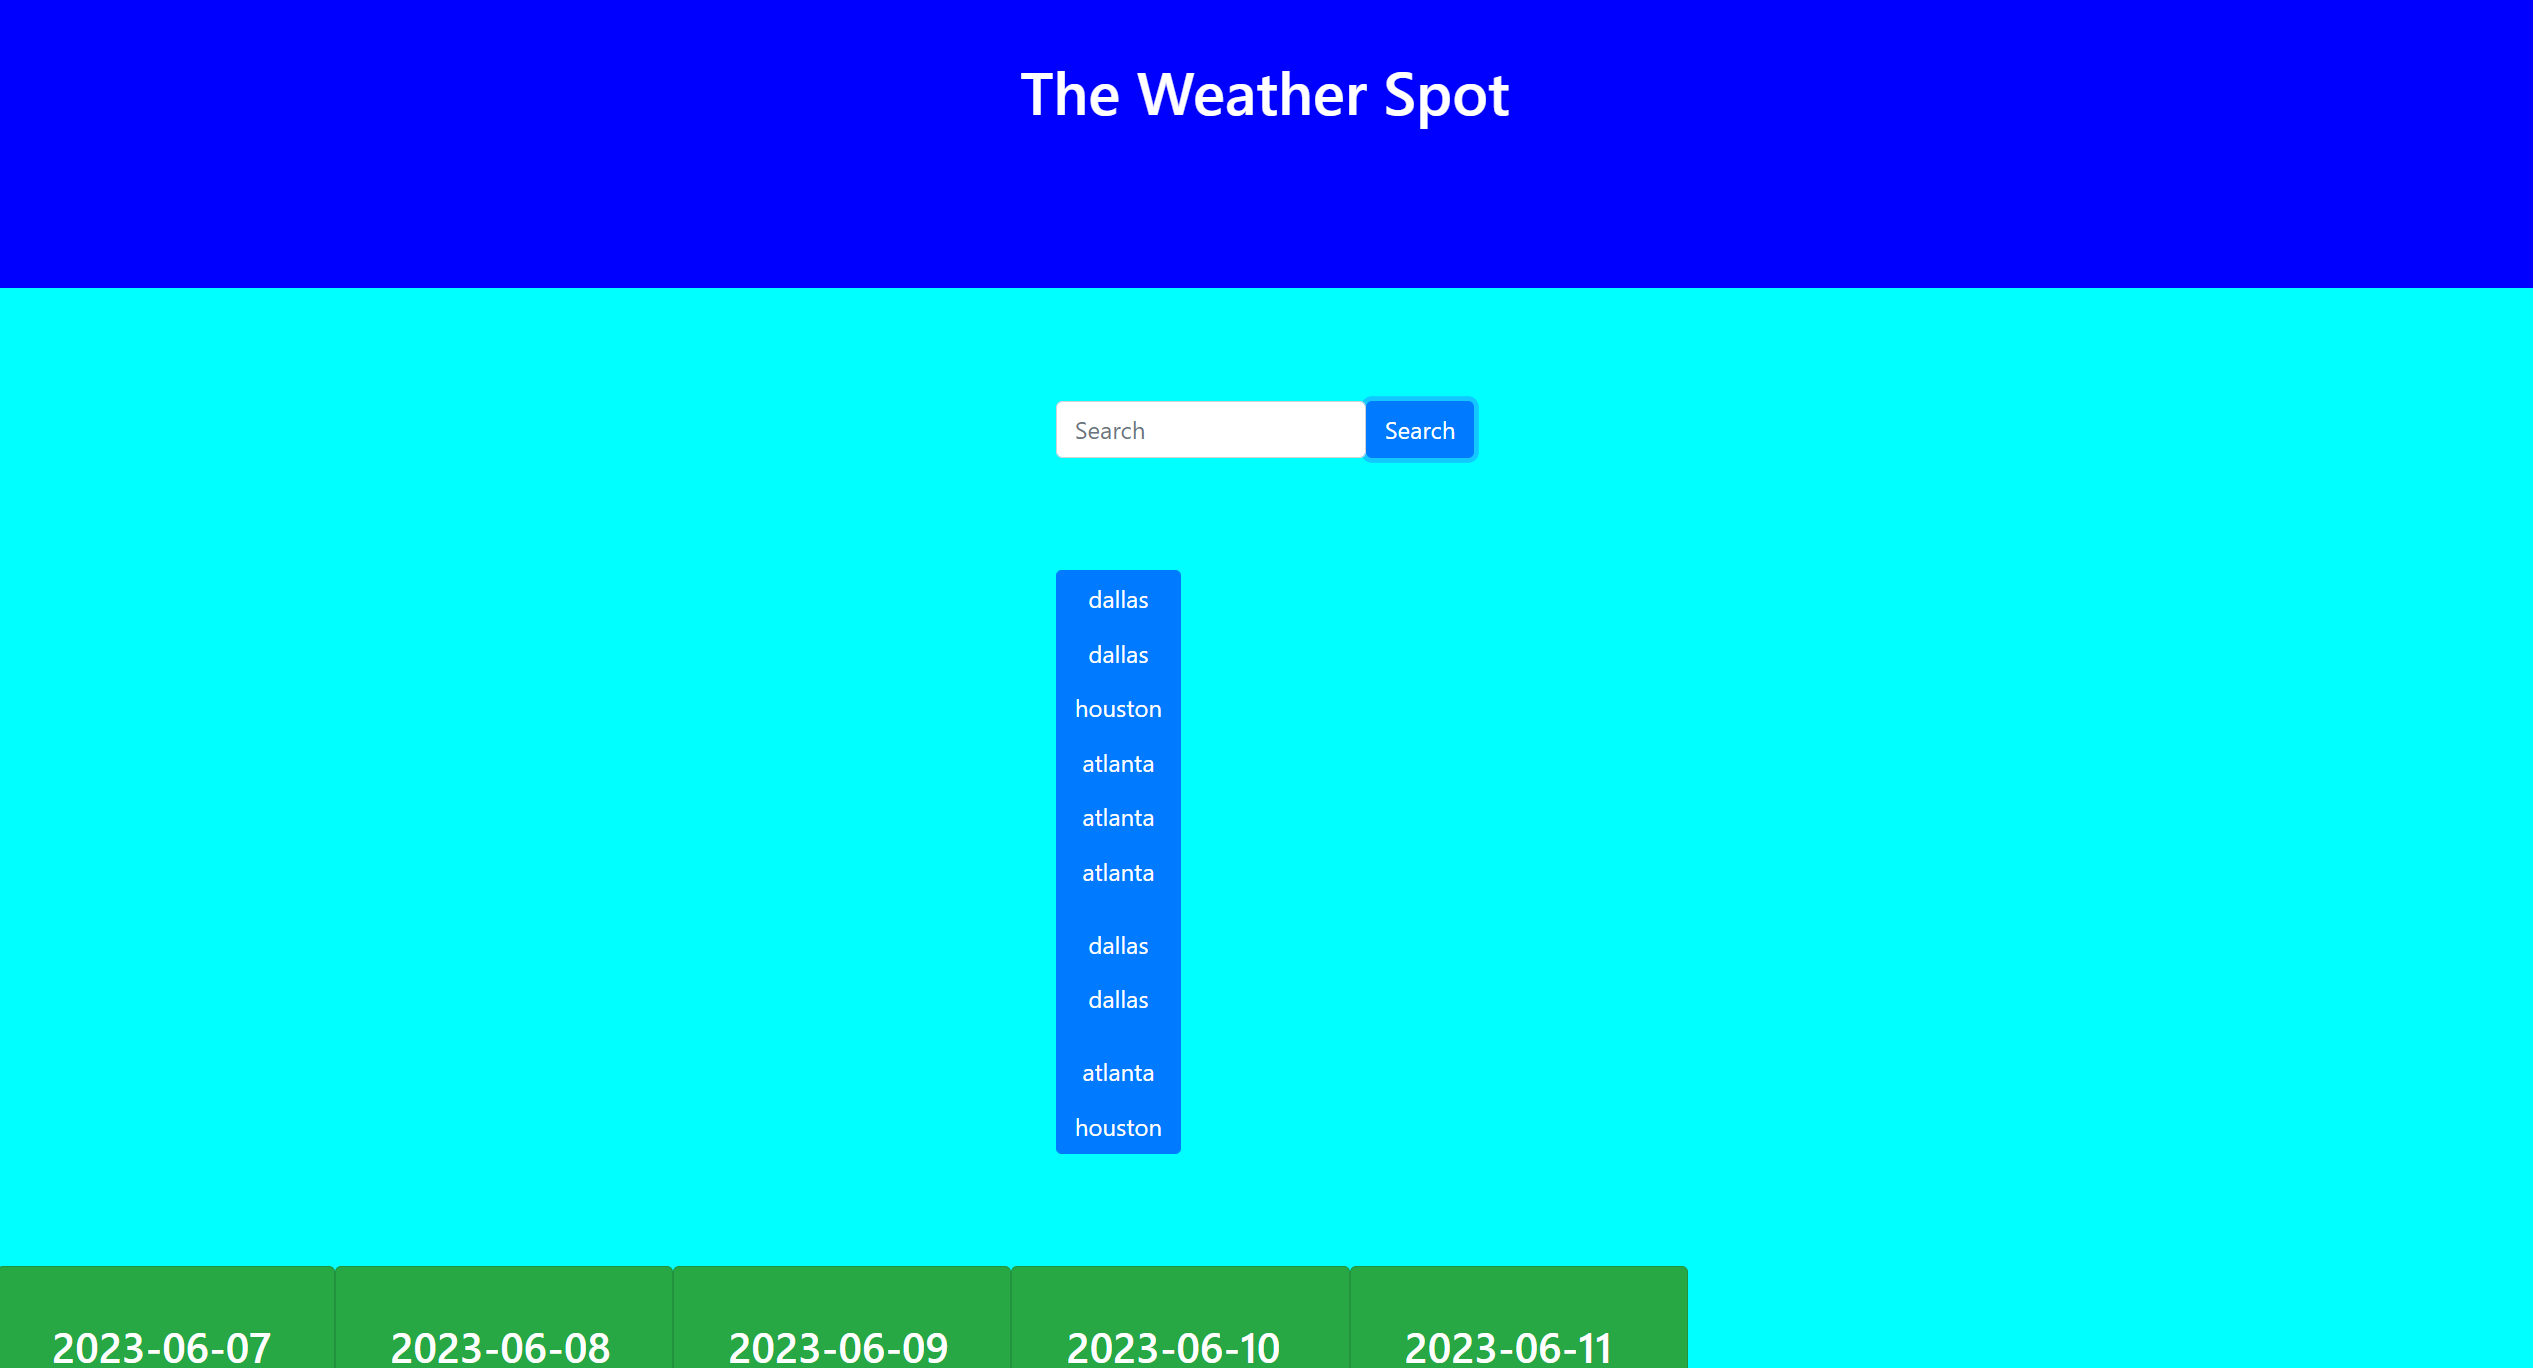 The Weather Spot
Search Search
dallas
dallas
houston
atlanta
atlanta
atlanta
dallas
dallas
atlanta
houston
2023-06-07 2023-06-08 2023-06-09 2023-06-10 2023-06-11